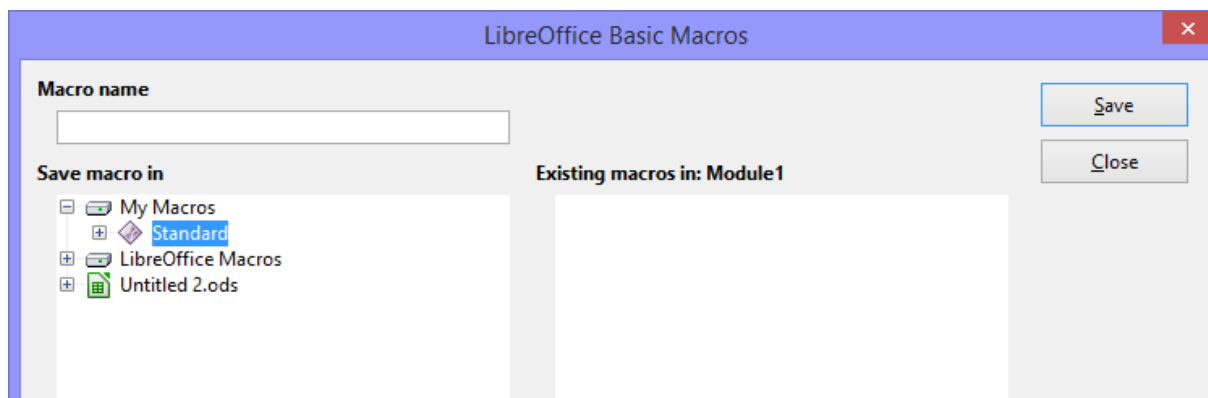 LibreOffice Basic Macros
Macro name
Save
Close
Save macro in
Existing macros in: Module1
My Macros
Standard
LibreOffice Macros
Untitled 2.ods